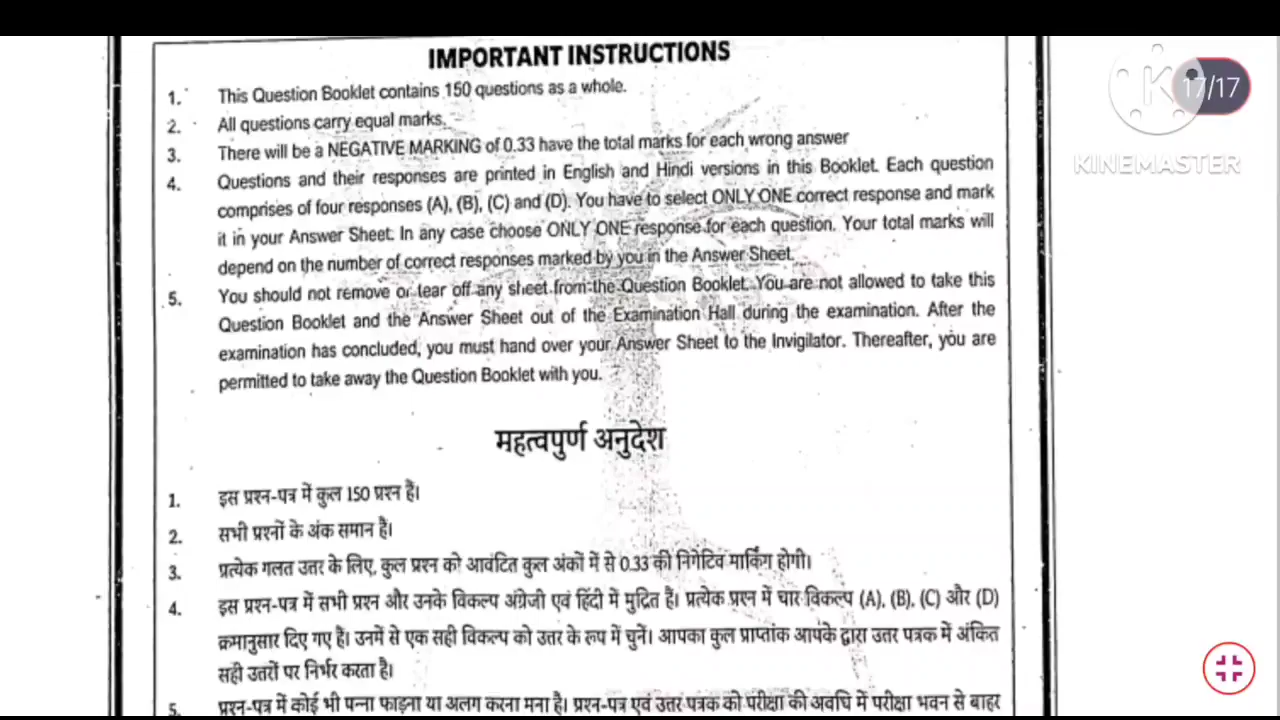 IMPORTANT INSTRUCTIONS
17/17
KINEMASTER
1. This Question Booklet contains 150 questions as a whole.
2. All questions carry equal marks.
3. There will be a NEGATIVE MARKING of 0.33 have the total marks for each wrong answer
4. Questions and their responses are printed in English and Hindi versions in this Booklet. Each question
comprises of four responses (A), (B), (C) and (D). You have to select ONLY ONE correct response and mark
it in your Answer Sheet. In any case choose ONLY ONE response for each question. Your total marks will
depend on the number of correct responses marked by you in the Answer Sheet.
5. You should not remove or tear off any sheet from the Question Booklet. You are not allowed to take this
Question Booklet and the Answer Sheet out of the Examination Hall during the examination. After the
examination has concluded, you must hand over your Answer Sheet to the Invigilator. Thereafter, you are
permitted to take away the Question Booklet with you.
महत्वपुर्ण अनुदेश
1. इस प्रश्न-पत्र में कुल 150 प्रश्न हैं।
2. सभी प्रश्नों के अंक समान हैं।
3. प्रत्येक गलत उतर के लिए, कुल प्रश्न को आवंटित कुल अंकों में से 0.33 की निगेटिव मार्किंग होगी।
4. इस प्रश्न-पत्र में सभी प्रश्न और उनके विकल्प अंग्रेजी एवं हिंदी में मुद्रित हैं। प्रत्येक प्रश्न में चार विकल्प (A), (B), (C) और (D)
क्रमानुसार दिए गए है। उनमें से एक सही विकल्प को उतर के रूप में चुनें। आपका कुल प्राप्तांक आपके द्वारा उतर पत्रक में अंकित
सही उतरों पर निर्भर करता है।
5. प्रश्न-पत्र में कोई भी पन्ना फाड़ना या अलग करना मना है। प्रश्न-पत्र एवं उतर पत्रक को परीक्षा की अवधि में परीक्षा भवन से बाहर